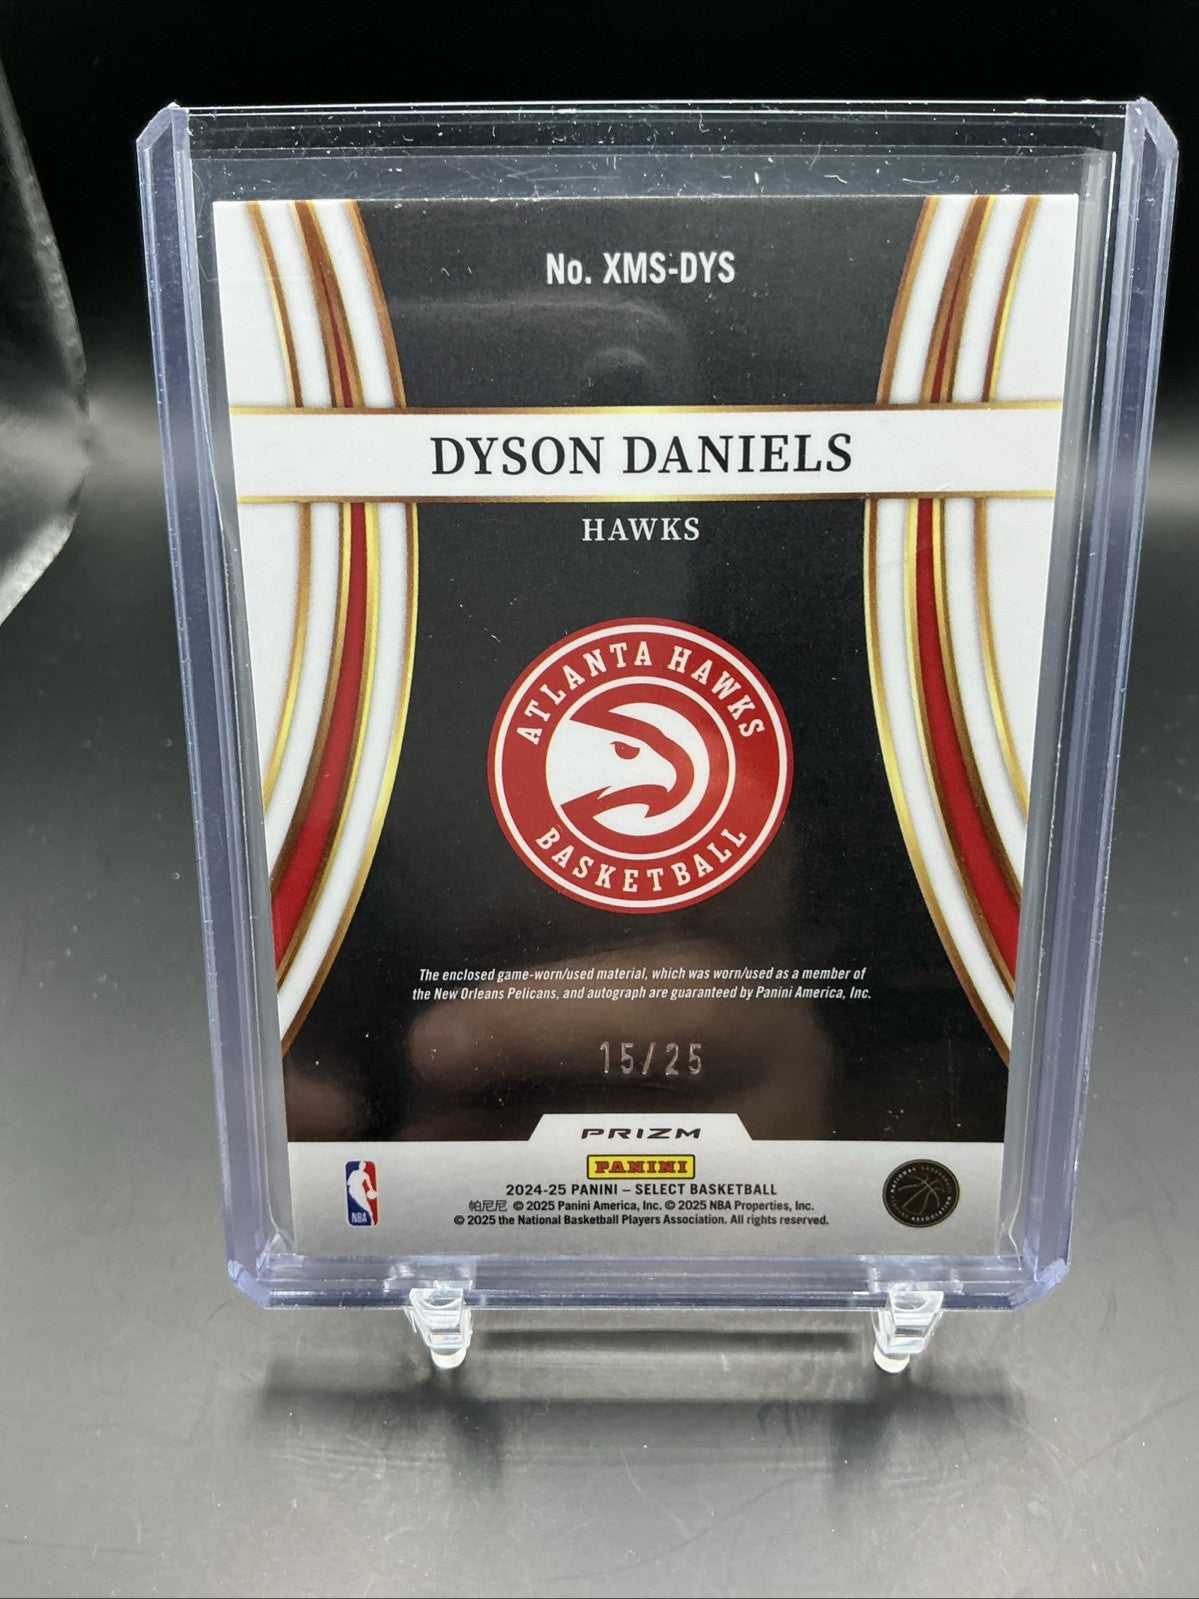 No. XMS-DYS
DYSON DANIELS
HAWKS
ATLANTA HAWKS
BASKETBALL
The enclosed game-worn/used material, which was worn/used as a member of
the New Orleans Pelicans, and autograph are guaranteed by Panini America, Inc.
15/25
PRIZM
PANINI
2024-25 PANINI – SELECT BASKETBALL
帕尼尼 © 2025 Panini America, Inc. © 2025 NBA Properties, Inc.
© 2025 the National Basketball Players Association. All rights reserved.
NBA